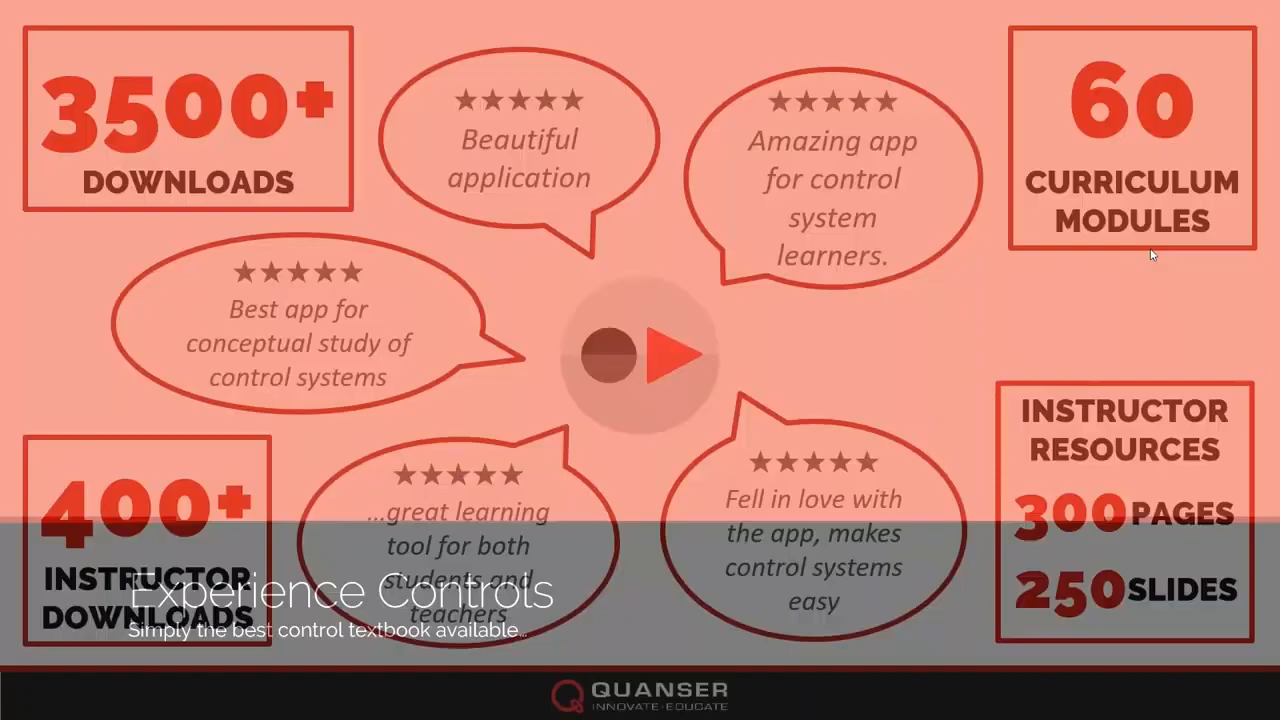 3500+
DOWNLOADS
★★★★★
Beautiful
application
★★★★★
Amazing app
for control
system
learners.
60
CURRICULUM
MODULES
★★★★★
Best app for
conceptual study of
control systems
400+
INSTRUCTOR
DOWNLOADS
★★★★★
...great learning
tool for both
students and
teachers
★★★★★
Fell in love with
the app, makes
control systems
easy
INSTRUCTOR
RESOURCES
300 PAGES
250 SLIDES
Experience Controls
Simply the best control textbook available...
QUANSER
INNOVATE·EDUCATE